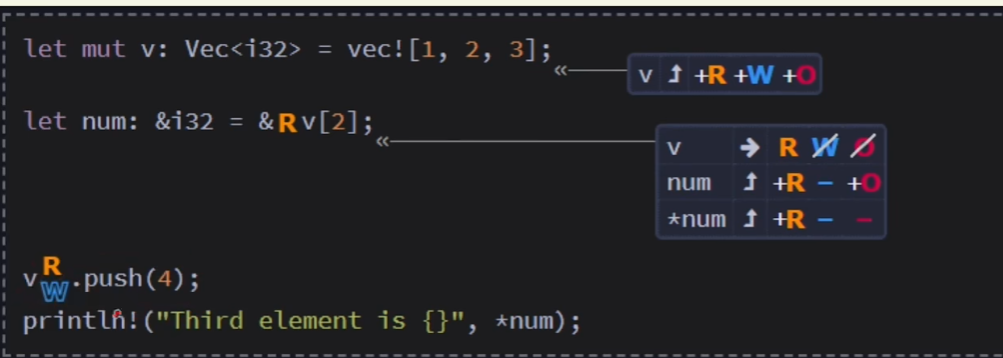 let mut v: Vec<i32> = vec![1, 2, 3];
« v ⮥ +R +W +O
let num: &i32 = &R v[2];
« v → R W O
num ⮥ +R - +O
*num ⮥ +R - -
v R W .push(4);
println!("Third element is {}", *num);